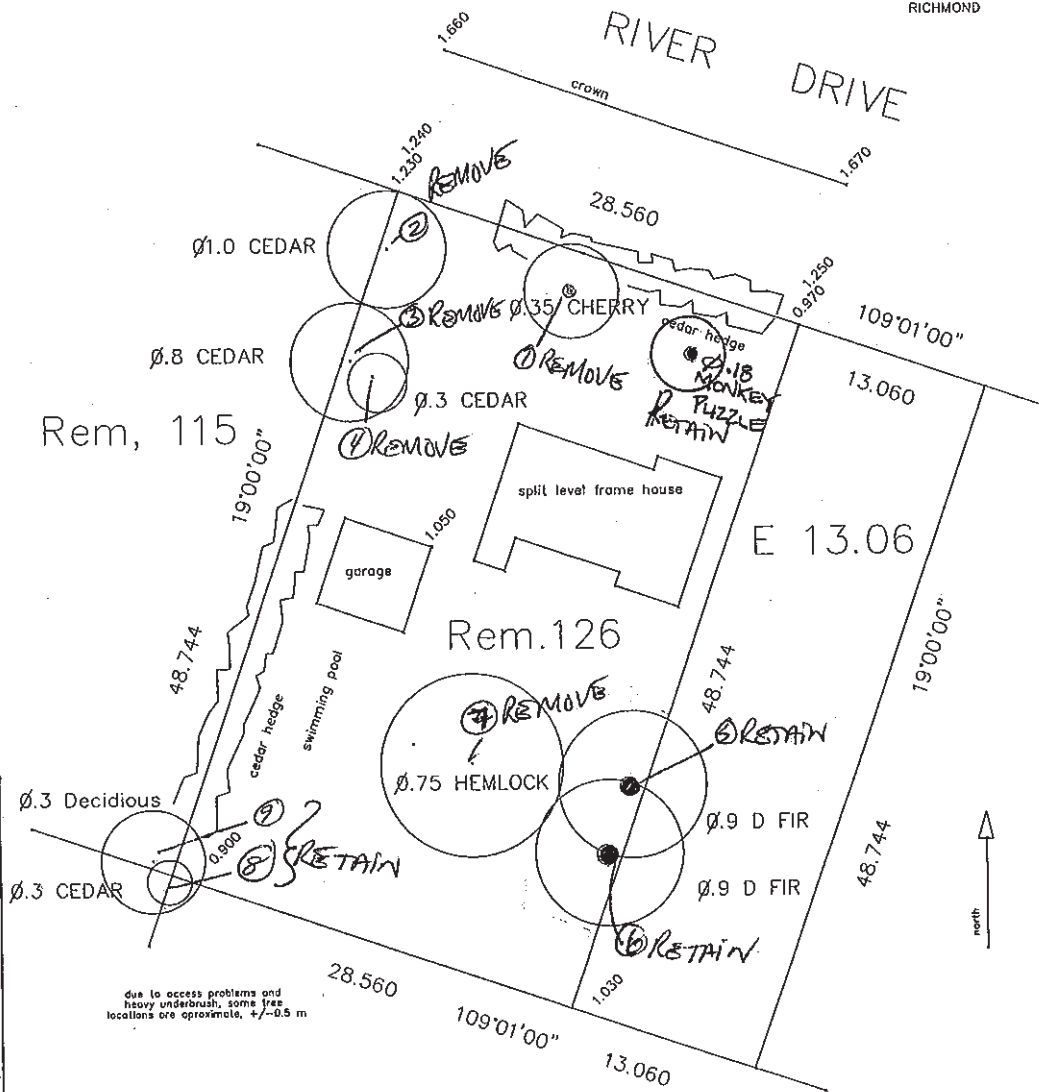 RICHMOND
RIVER DRIVE
1.660
crown
1.670
1.240
1.230
REMOVE
②
28.560
Ø1.0 CEDAR
1.250
0.970
109°01'00"
③ REMOVE
Ø.35 CHERRY
cedar hedge
Ø.8 CEDAR
① REMOVE
Ø.18
MONKEY
PUZZLE
RETAIN
13.060
Ø.3 CEDAR
Rem, 115
④ REMOVE
19°00'00"
split level frame house
1.050
E 13.06
garage
Rem.126
19°00'00"
48.744
48.744
cedar hedge
swimming pool
⑦ REMOVE
⑤ RETAIN
Ø.75 HEMLOCK
Ø.3 Decidious
⑨
Ø.9 D FIR
0.900
⑧ RETAIN
48.744
Ø.3 CEDAR
Ø.9 D FIR
north
⑥ RETAIN
28.560
1.030
due to access problems and
heavy underbrush, some tree
locations are aproximate, +/-0.5 m
109°01'00"
13.060